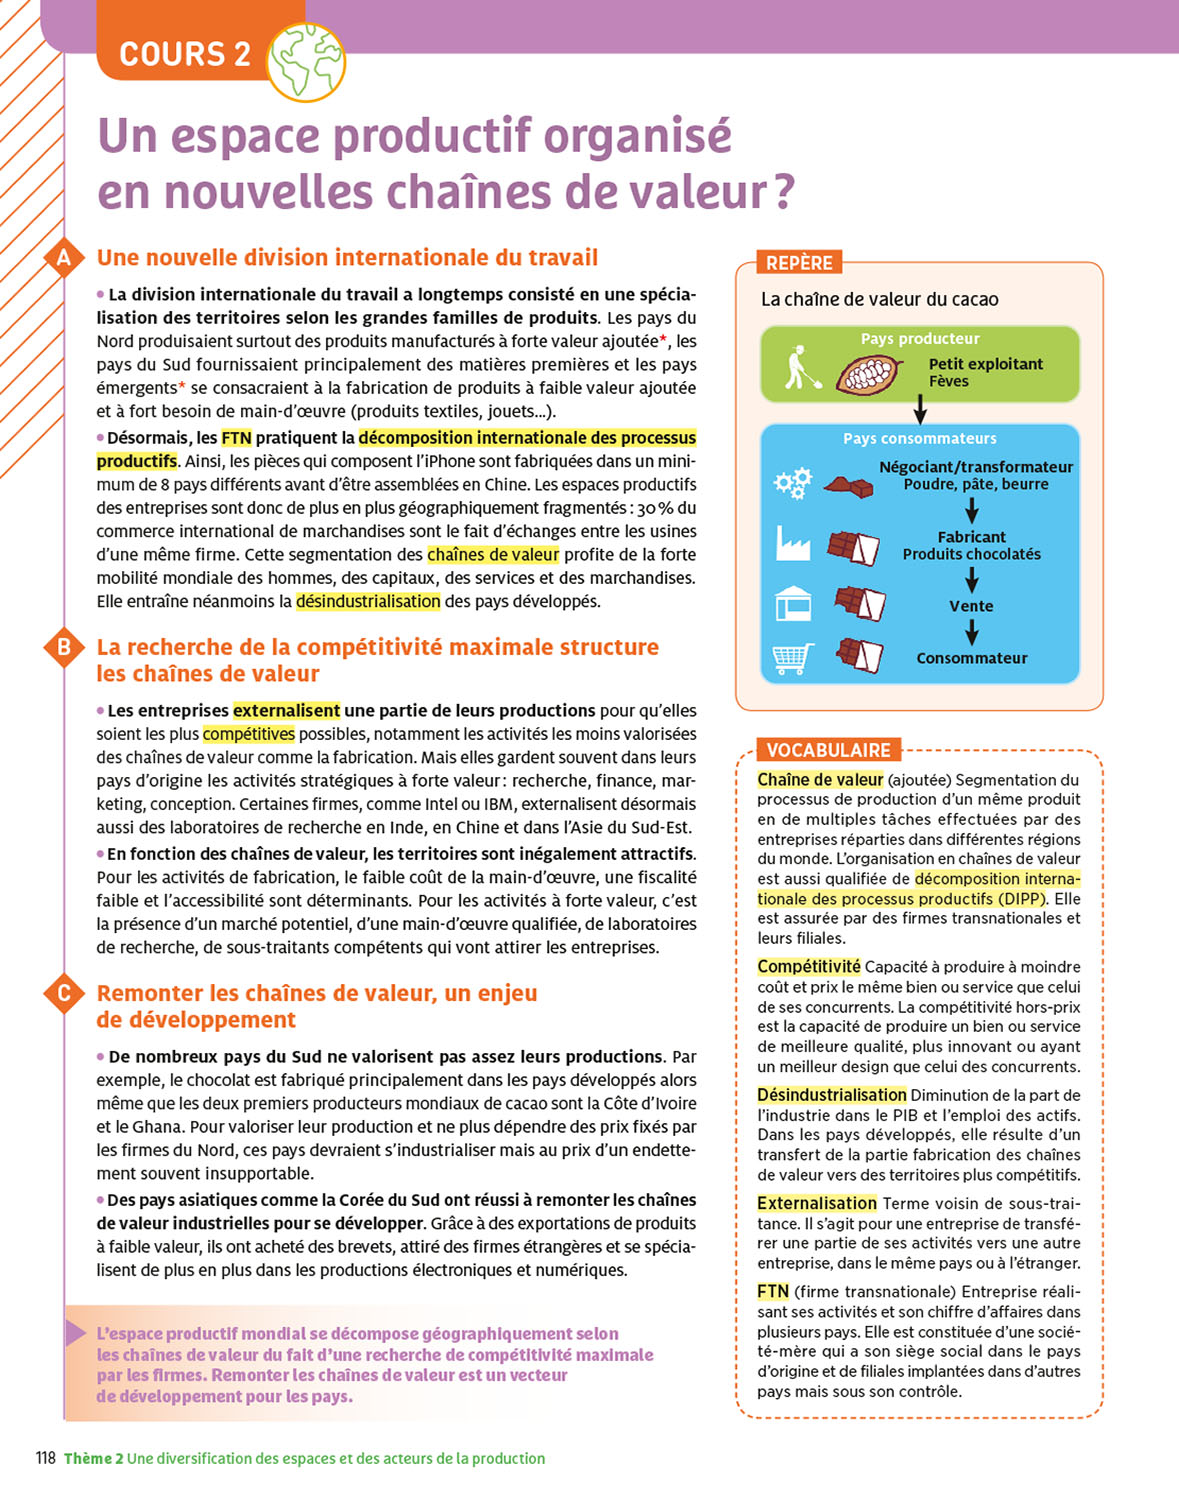 COURS 2
Un espace productif organisé
en nouvelles chaînes de valeur ?
A Une nouvelle division internationale du travail
• La division internationale du travail a longtemps consisté en une spécia-
lisation des territoires selon les grandes familles de produits. Les pays du
Nord produisaient surtout des produits manufacturés à forte valeur ajoutée*, les
pays du Sud fournissaient principalement des matières premières et les pays
émergents* se consacraient à la fabrication de produits à faible valeur ajoutée
et à fort besoin de main-d'œuvre (produits textiles, jouets...).
• Désormais, les FTN pratiquent la décomposition internationale des processus
productifs. Ainsi, les pièces qui composent l'iPhone sont fabriquées dans un mini-
mum de 8 pays différents avant d'être assemblées en Chine. Les espaces productifs
des entreprises sont donc de plus en plus géographiquement fragmentés : 30 % du
commerce international de marchandises sont le fait d'échanges entre les usines
d'une même firme. Cette segmentation des chaînes de valeur profite de la forte
mobilité mondiale des hommes, des capitaux, des services et des marchandises.
Elle entraîne néanmoins la désindustrialisation des pays développés.
B La recherche de la compétitivité maximale structure
les chaînes de valeur
• Les entreprises externalisent une partie de leurs productions pour qu'elles
soient les plus compétitives possibles, notamment les activités les moins valorisées
des chaînes de valeur comme la fabrication. Mais elles gardent souvent dans leurs
pays d'origine les activités stratégiques à forte valeur : recherche, finance, mar-
keting, conception. Certaines firmes, comme Intel ou IBM, externalisent désormais
aussi des laboratoires de recherche en Inde, en Chine et dans l'Asie du Sud-Est.
• En fonction des chaînes de valeur, les territoires sont inégalement attractifs.
Pour les activités de fabrication, le faible coût de la main-d'œuvre, une fiscalité
faible et l'accessibilité sont déterminants. Pour les activités à forte valeur, c'est
la présence d'un marché potentiel, d'une main-d'œuvre qualifiée, de laboratoires
de recherche, de sous-traitants compétents qui vont attirer les entreprises.
C Remonter les chaînes de valeur, un enjeu
de développement
• De nombreux pays du Sud ne valorisent pas assez leurs productions. Par
exemple, le chocolat est fabriqué principalement dans les pays développés alors
même que les deux premiers producteurs mondiaux de cacao sont la Côte d'Ivoire
et le Ghana. Pour valoriser leur production et ne plus dépendre des prix fixés par
les firmes du Nord, ces pays devraient s'industrialiser mais au prix d'un endette-
ment souvent insupportable.
• Des pays asiatiques comme la Corée du Sud ont réussi à remonter les chaînes
de valeur industrielles pour se développer. Grâce à des exportations de produits
à faible valeur, ils ont acheté des brevets, attiré des firmes étrangères et se spécia-
lisent de plus en plus dans les productions électroniques et numériques.
L'espace productif mondial se décompose géographiquement selon
les chaînes de valeur du fait d'une recherche de compétitivité maximale
par les firmes. Remonter les chaînes de valeur est un vecteur
de développement pour les pays.
REPÈRE
La chaîne de valeur du cacao
Pays producteur
Petit exploitant
Fèves
Pays consommateurs
Négociant/transformateur
Poudre, pâte, beurre
Fabricant
Produits chocolatés
Vente
Consommateur
VOCABULAIRE
Chaîne de valeur (ajoutée) Segmentation du
processus de production d'un même produit
en de multiples tâches effectuées par des
entreprises réparties dans différentes régions
du monde. L'organisation en chaînes de valeur
est aussi qualifiée de décomposition interna-
tionale des processus productifs (DIPP). Elle
est assurée par des firmes transnationales et
leurs filiales.
Compétitivité Capacité à produire à moindre
coût et prix le même bien ou service que celui
de ses concurrents. La compétitivité hors-prix
est la capacité de produire un bien ou service
de meilleure qualité, plus innovant ou ayant
un meilleur design que celui des concurrents.
Désindustrialisation Diminution de la part de
l'industrie dans le PIB et l'emploi des actifs.
Dans les pays développés, elle résulte d'un
transfert de la partie fabrication des chaînes
de valeur vers des territoires plus compétitifs.
Externalisation Terme voisin de sous-trai-
tance. Il s'agit pour une entreprise de transfé-
rer une partie de ses activités vers une autre
entreprise, dans le même pays ou à l'étranger.
FTN (firme transnationale) Entreprise réali-
sant ses activités et son chiffre d'affaires dans
plusieurs pays. Elle est constituée d'une socié-
té-mère qui a son siège social dans le pays
d'origine et de filiales implantées dans d'autres
pays mais sous son contrôle.
118 Thème 2 Une diversification des espaces et des acteurs de la production